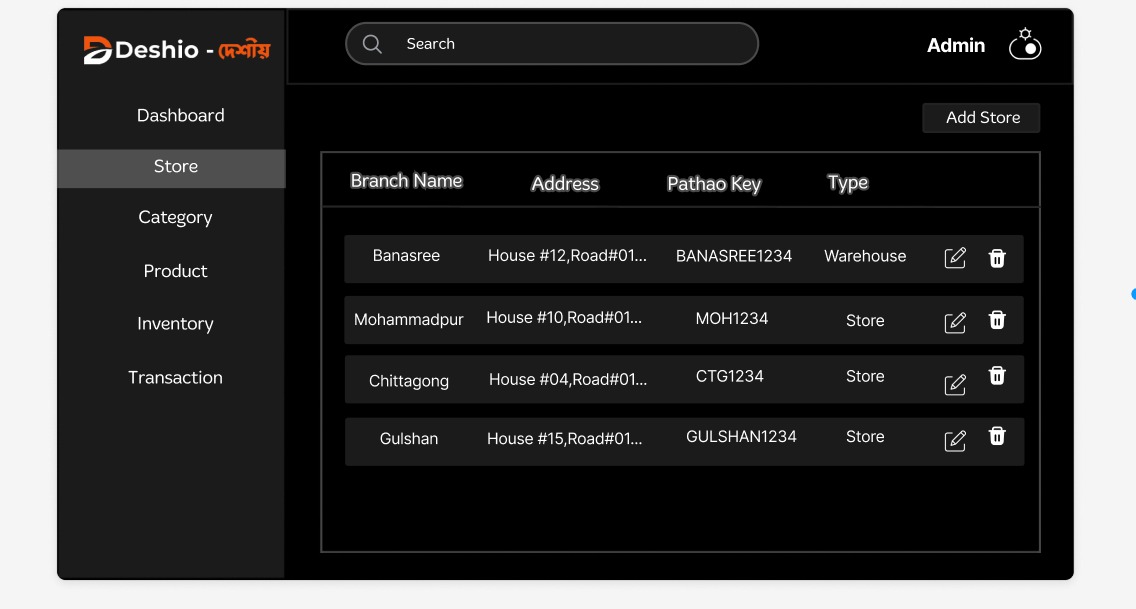 Deshio - দেশীয়
Search
Admin
Dashboard
Store
Category
Product
Inventory
Transaction
Add Store
Branch Name Address Pathao Key Type
Banasree House #12,Road#01... BANASREE1234 Warehouse
Mohammadpur House #10,Road#01... MOH1234 Store
Chittagong House #04,Road#01... CTG1234 Store
Gulshan House #15,Road#01... GULSHAN1234 Store